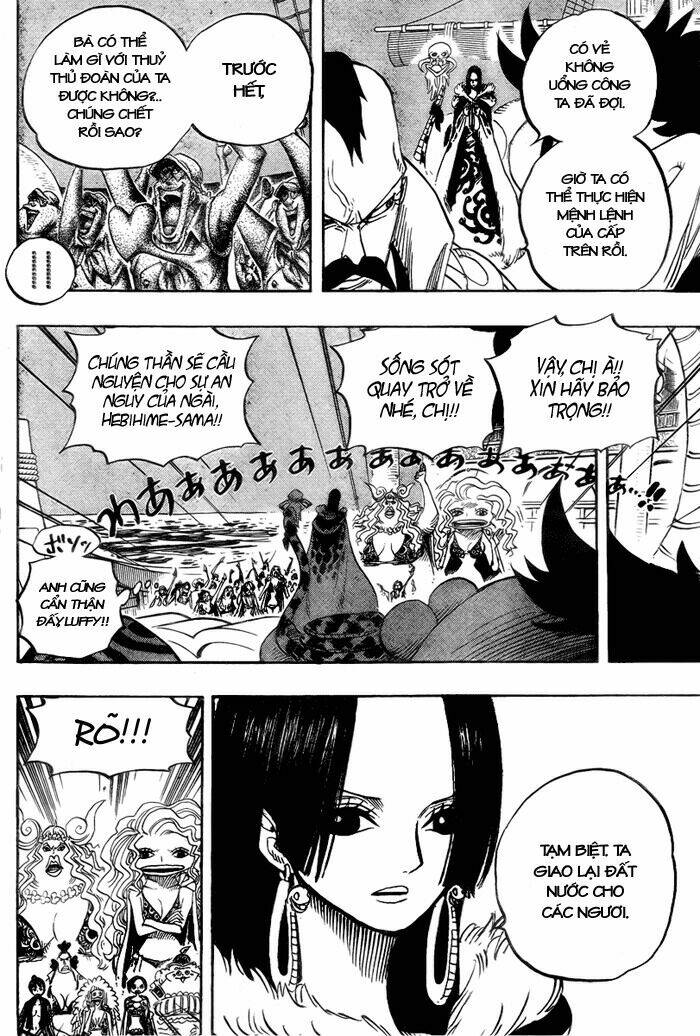 CÓ VẺ
KHÔNG
UỔNG CÔNG
TA ĐÃ ĐỢI.
GIỜ TA CÓ
THỂ THỰC HIỆN
MỆNH LỆNH
CỦA CẤP
TRÊN RỒI.
TRƯỚC
HẾT,
BÀ CÓ THỂ
LÀM GÌ VỚI THUỶ
THỦ ĐOÀN CỦA TA
ĐƯỢC KHÔNG?..
CHÚNG CHẾT
RỒI SAO?
!!
VẬY, CHỊ À!!
XIN HÃY BẢO
TRỌNG!!
SỐNG SÓT
QUAY TRỞ VỀ
NHÉ, CHỊ!!
CHÚNG THẦN SẼ CẦU
NGUYỆN CHO SỰ AN
NGUY CỦA NGÀI,
HEBIHIME-SAMA!!
わあああああああああああ...!!
ボソッ
ANH CŨNG
CẨN THẬN
ĐẤY, LUFFY!!
TẠM BIỆT, TA
GIAO LẠI ĐẤT
NƯỚC CHO
CÁC NGƯƠI.
RÕ!!!